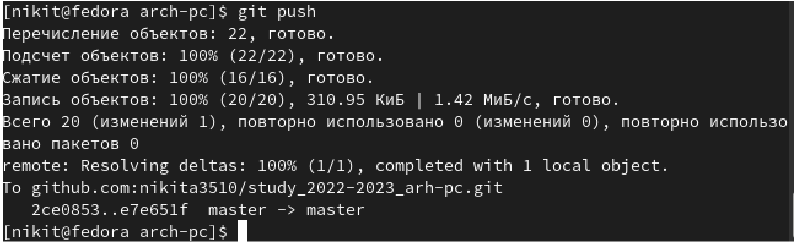 [nikit@fedora arch-pc]$ git push
Перечисление объектов: 22, готово.
Подсчет объектов: 100% (22/22), готово.
Сжатие объектов: 100% (16/16), готово.
Запись объектов: 100% (20/20), 310.95 КиБ | 1.42 МиБ/с, готово.
Всего 20 (изменений 1), повторно использовано 0 (изменений 0), повторно использо
вано пакетов 0
remote: Resolving deltas: 100% (1/1), completed with 1 local object.
To github.com:nikita3510/study_2022-2023_arh-pc.git
   2ce0853..e7e651f  master -> master
[nikit@fedora arch-pc]$